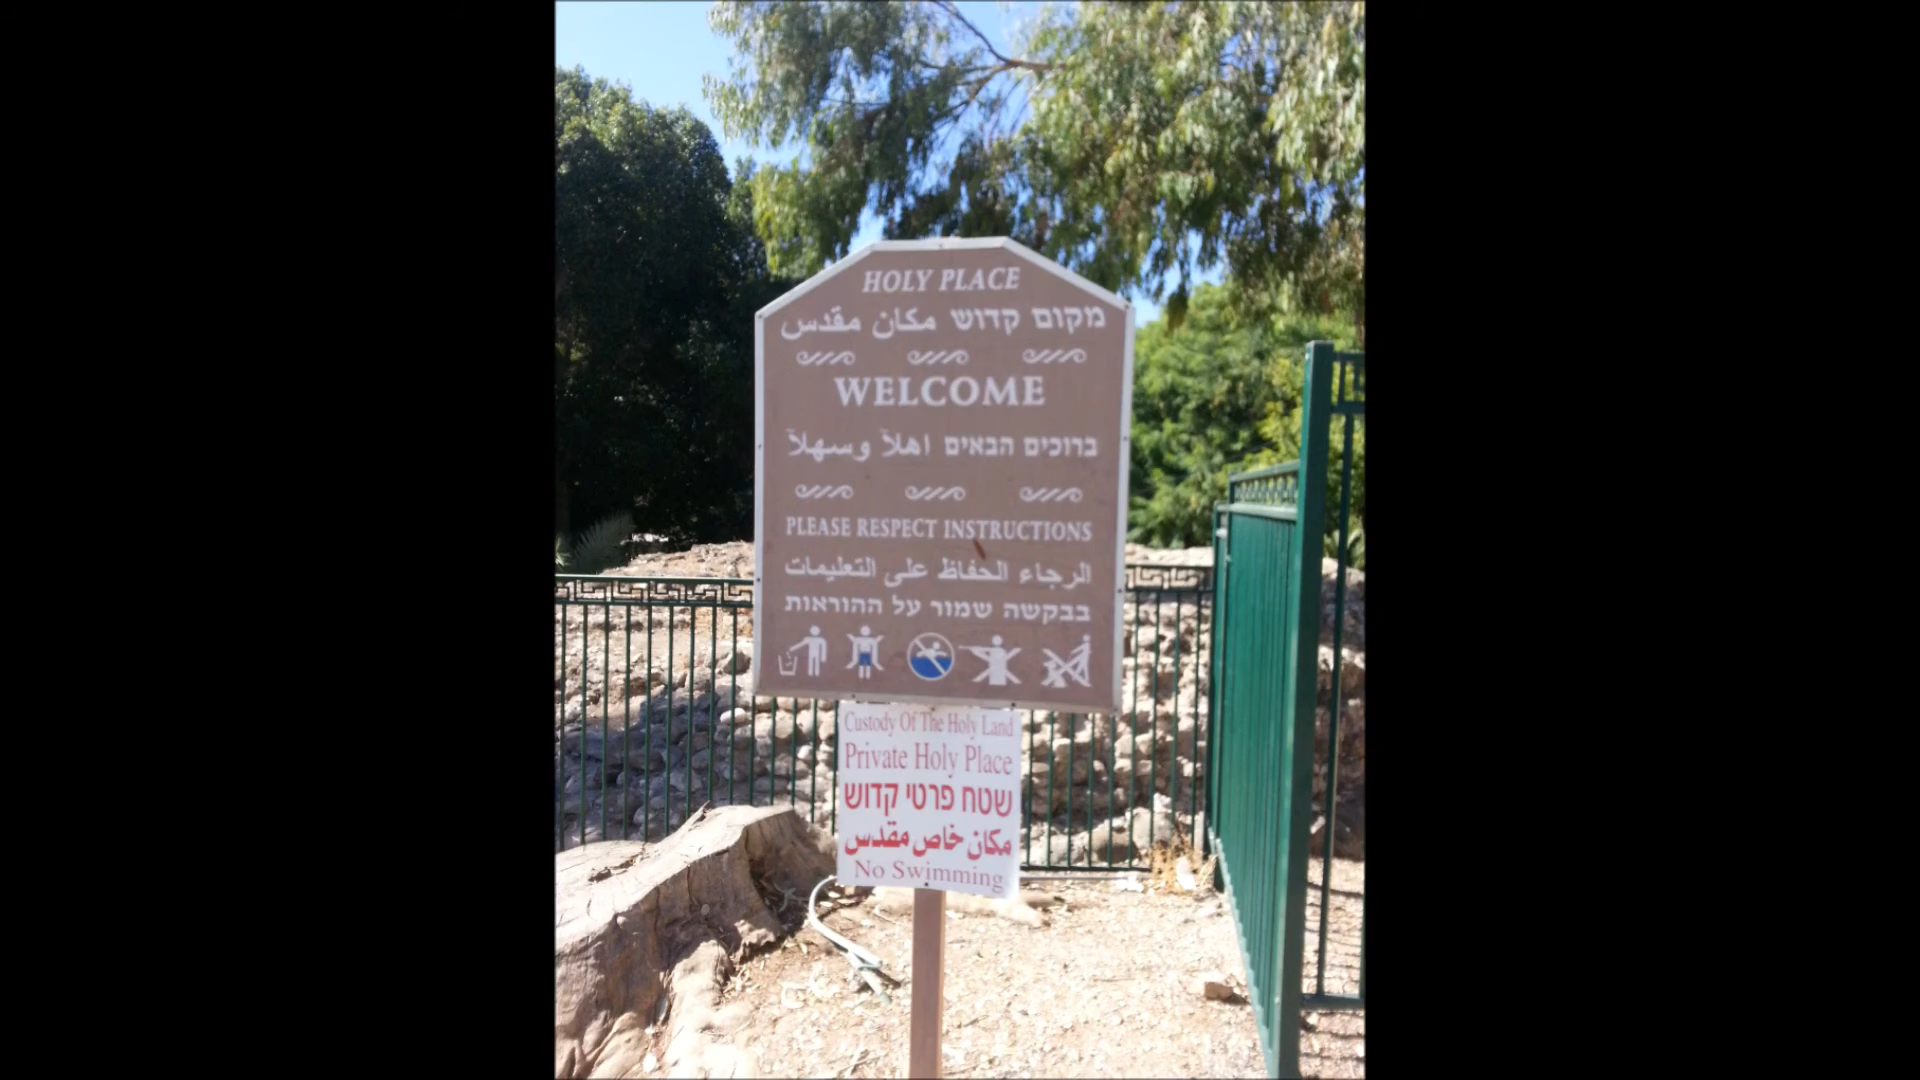 HOLY PLACE
מקום קדוש مكان مقدس
WELCOME
ברוכים הבאים اهلاً وسهلاً
PLEASE RESPECT INSTRUCTIONS
الرجاء الحفاظ على التعليمات
בבקשה שמור על ההוראות
Custody Of The Holy Land
Private Holy Place
שטח פרטי קדוש
مكان خاص مقدس
No Swimming